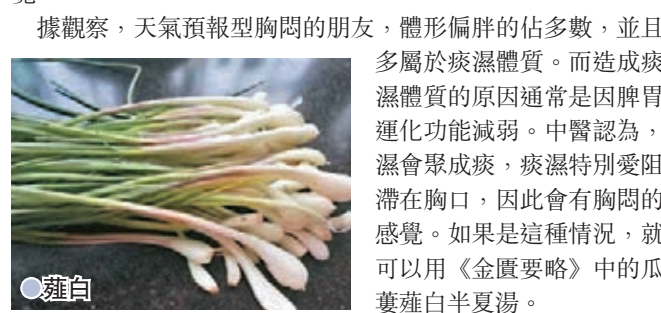 據觀察，天氣預報型胸悶的朋友，體形偏胖的佔多數，並且
多屬於痰濕體質。而造成痰
濕體質的原因通常是因脾胃
運化功能減弱。中醫認為，
濕會聚成痰，痰濕特別愛阻
滯在胸口，因此會有胸悶的
感覺。如果是這種情況，就
可以用《金匱要略》中的瓜
蔞薤白半夏湯。
●薤白